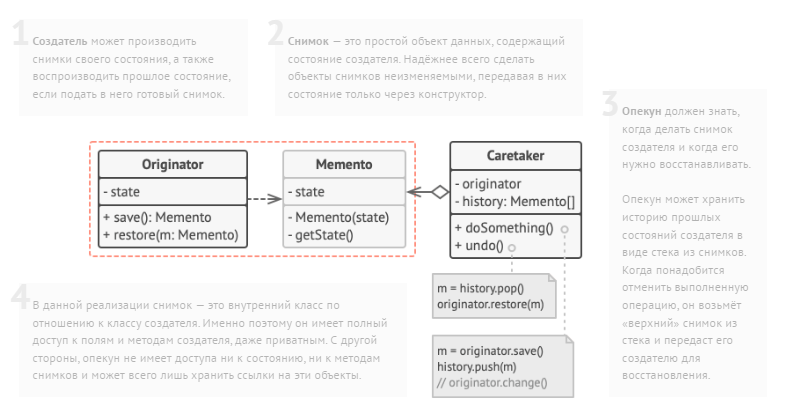 1
Создатель может производить
снимки своего состояния, а также
воспроизводить прошлое состояние,
если подать в него готовый снимок.
2
Снимок — это простой объект данных, содержащий
состояние создателя. Надёжнее всего сделать
объекты снимков неизменяемыми, передавая в них
состояние только через конструктор.
3
Опекун должен знать,
когда делать снимок
создателя и когда его
нужно восстанавливать.
Опекун может хранить
историю прошлых
состояний создателя в
виде стека из снимков.
Когда понадобится
отменить выполненную
операцию, он возьмёт
«верхний» снимок из
стека и передаст его
создателю для
восстановления.
Originator
- state
+ save(): Memento
+ restore(m: Memento)
Memento
- state
- Memento(state)
- getState()
Caretaker
- originator
- history: Memento[]
+ doSomething()
+ undo()
m = history.pop()
originator.restore(m)
m = originator.save()
history.push(m)
// originator.change()
4
В данной реализации снимок — это внутренний класс по
отношению к классу создателя. Именно поэтому он имеет полный
доступ к полям и методам создателя, даже приватным. С другой
стороны, опекун не имеет доступа ни к состоянию, ни к методам
снимков и может всего лишь хранить ссылки на эти объекты.